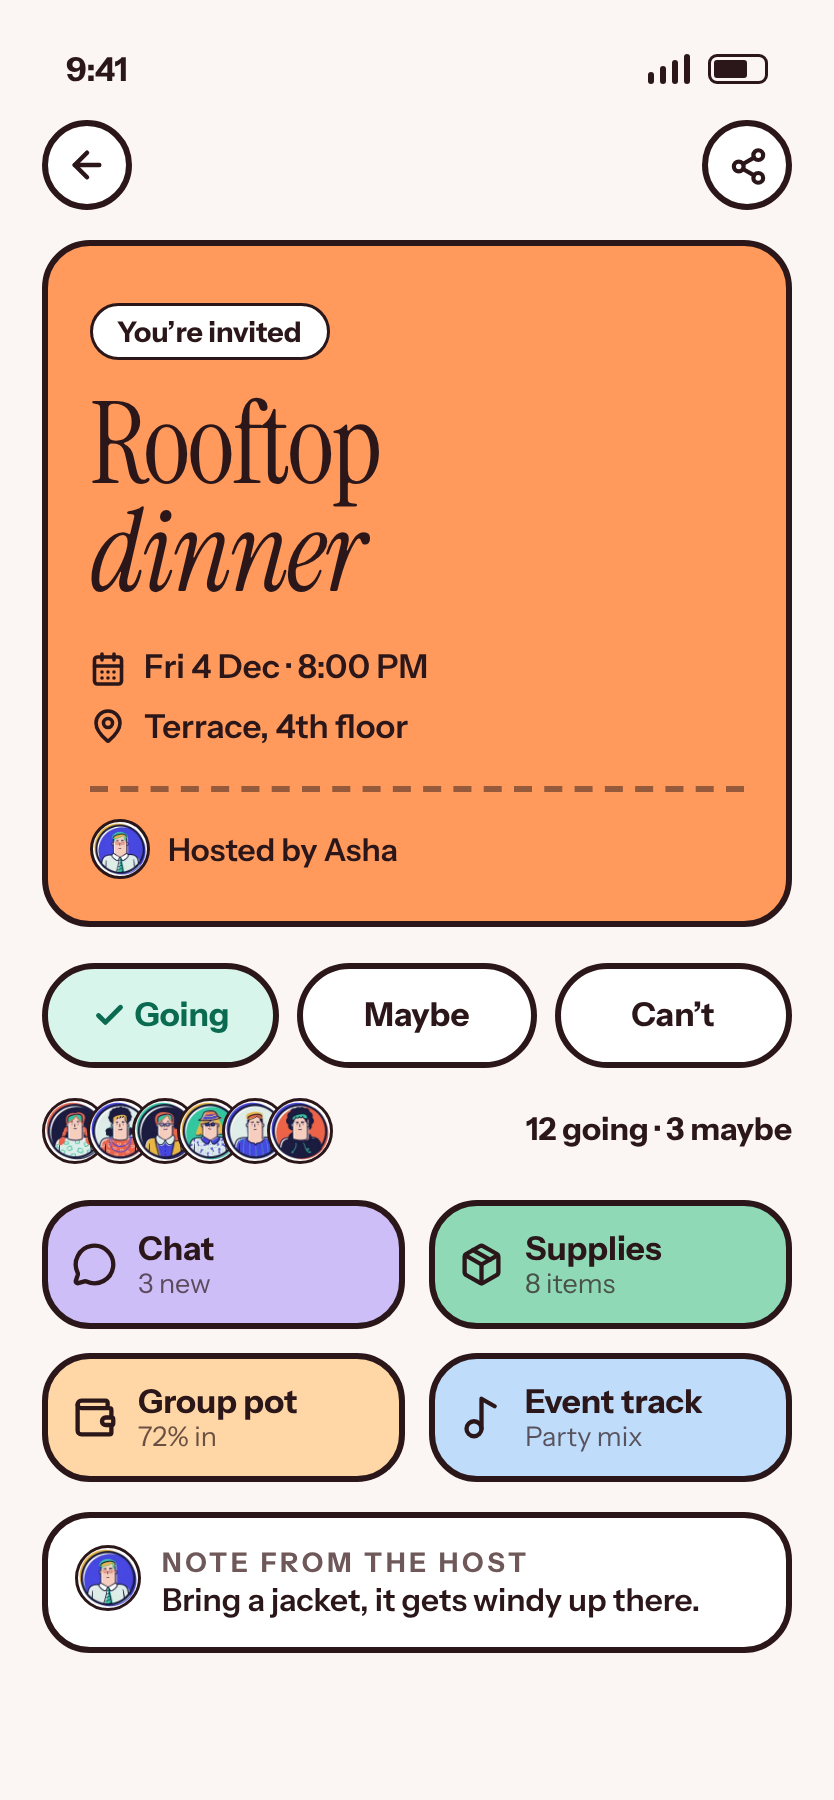 9:41
You’re invited
Rooftop
dinner
Fri 4 Dec · 8:00 PM
Terrace, 4th floor
Hosted by Asha
Going
Maybe
Can’t
12 going · 3 maybe
Chat
3 new
Supplies
8 items
Group pot
72% in
Event track
Party mix
NOTE FROM THE HOST
Bring a jacket, it gets windy up there.